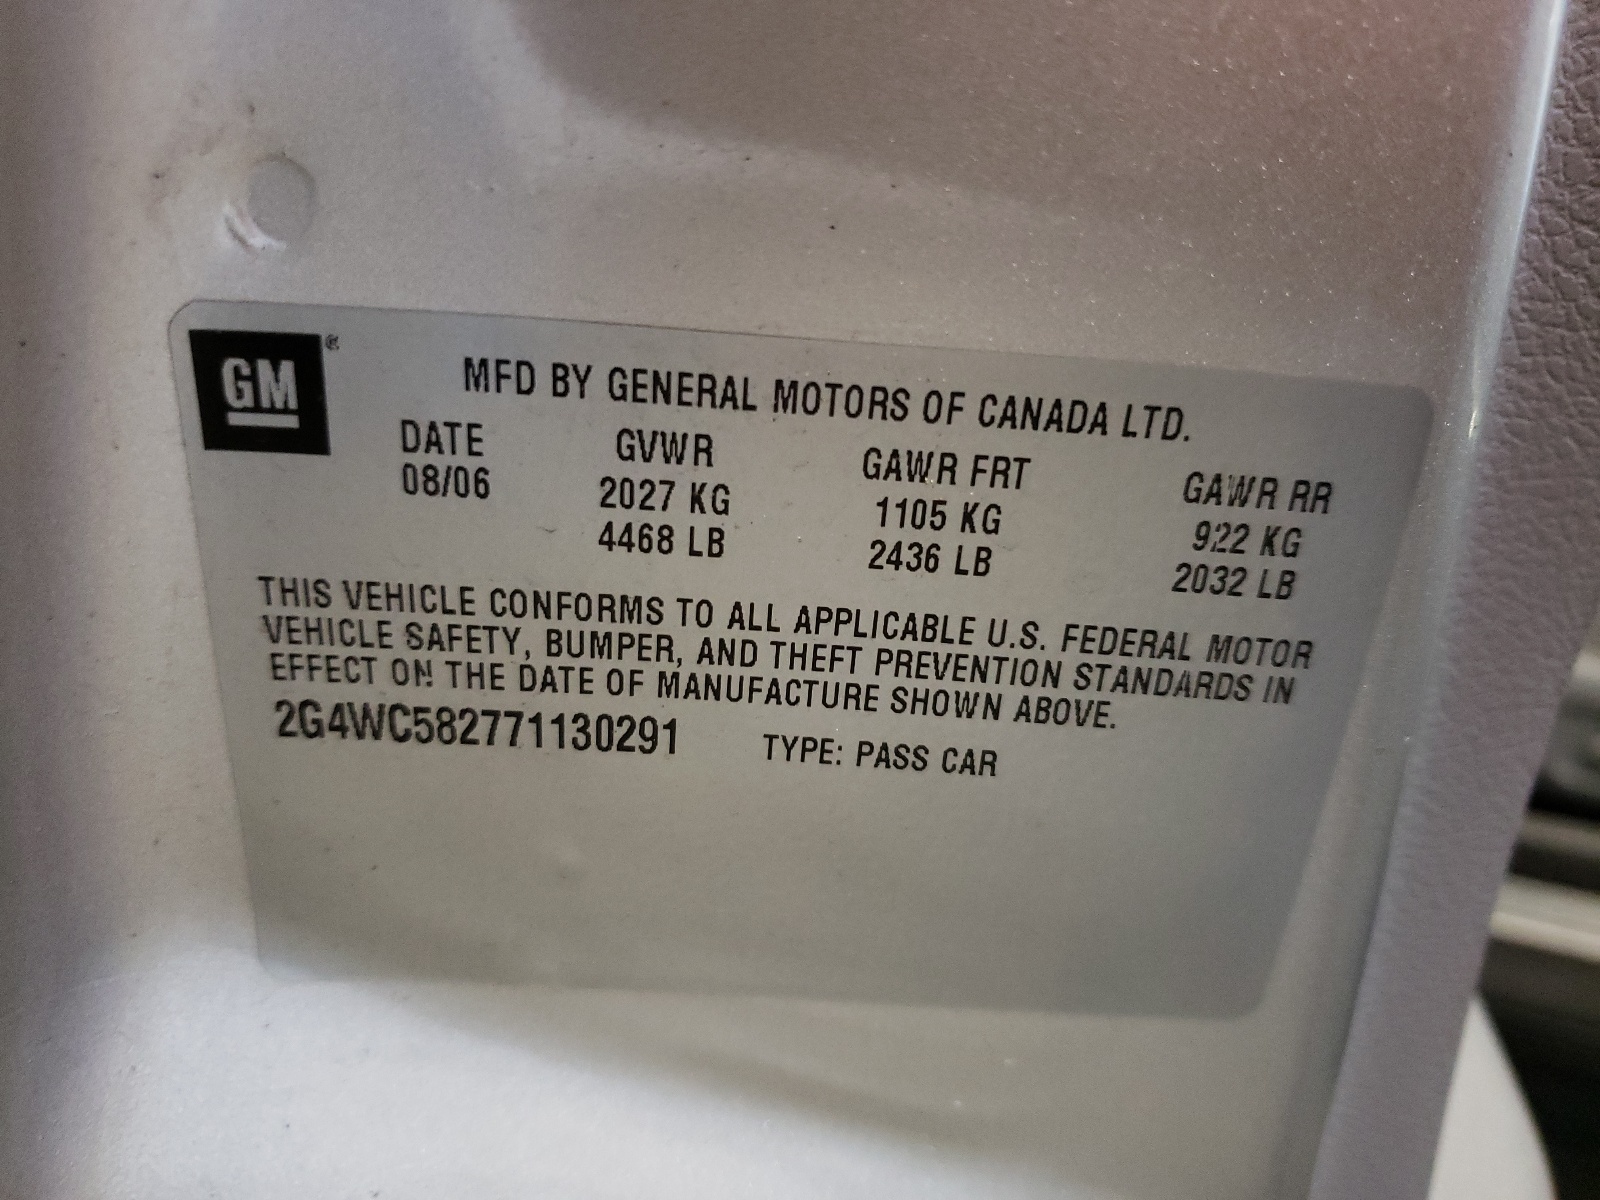 GM
MFD BY GENERAL MOTORS OF CANADA LTD.
DATE GVWR GAWR FRT GAWR RR
08/06 2027 KG 1105 KG 922 KG
4468 LB 2436 LB 2032 LB
THIS VEHICLE CONFORMS TO ALL APPLICABLE U.S. FEDERAL MOTOR
VEHICLE SAFETY, BUMPER, AND THEFT PREVENTION STANDARDS IN
EFFECT ON THE DATE OF MANUFACTURE SHOWN ABOVE.
2G4WC582771130291 TYPE: PASS CAR